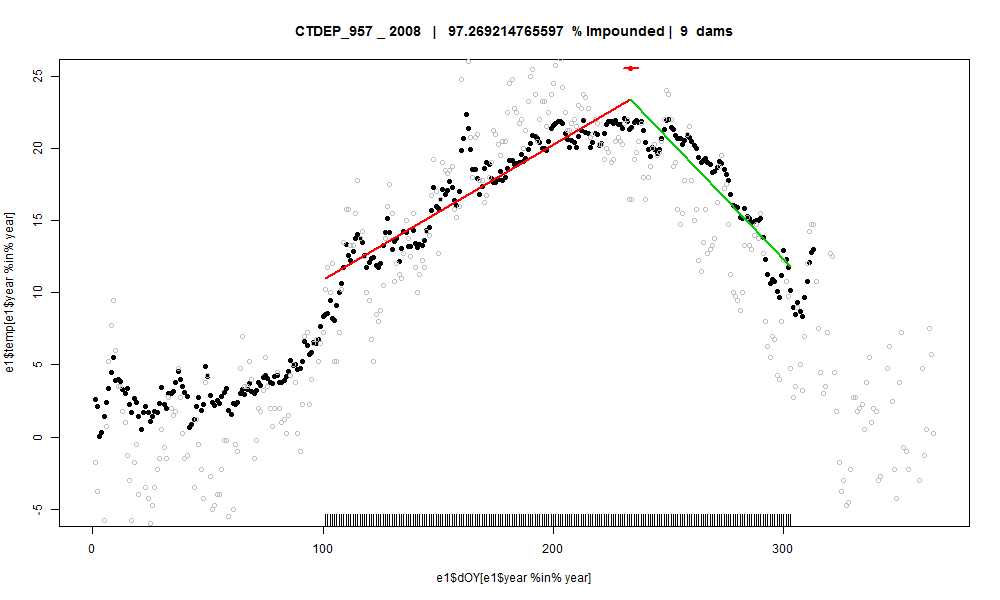 CTDEP_957 _ 2008 | 97.269214765597 % Impounded | 9 dams
e1$temp[e1$year %in% year]
25
20
15
10
5
0
-5
0 100 200 300
e1$dOY[e1$year %in% year]